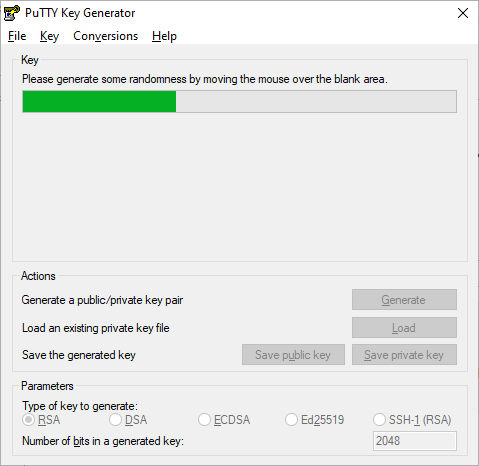 PuTTY Key Generator
File Key Conversions Help
Key
Please generate some randomness by moving the mouse over the blank area.
Actions
Generate a public/private key pair Generate
Load an existing private key file Load
Save the generated key Save public key Save private key
Parameters
Type of key to generate:
RSA DSA ECDSA Ed25519 SSH-1 (RSA)
Number of bits in a generated key: 2048